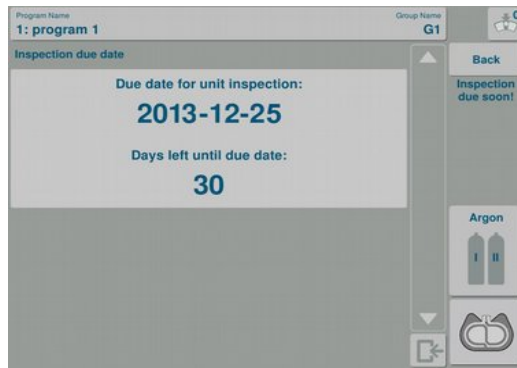 Program Name
1: program 1
Group Name
G1
Inspection due date
Due date for unit inspection:
2013-12-25
Days left until due date:
30
Back
Inspection
due soon!
Argon
I II